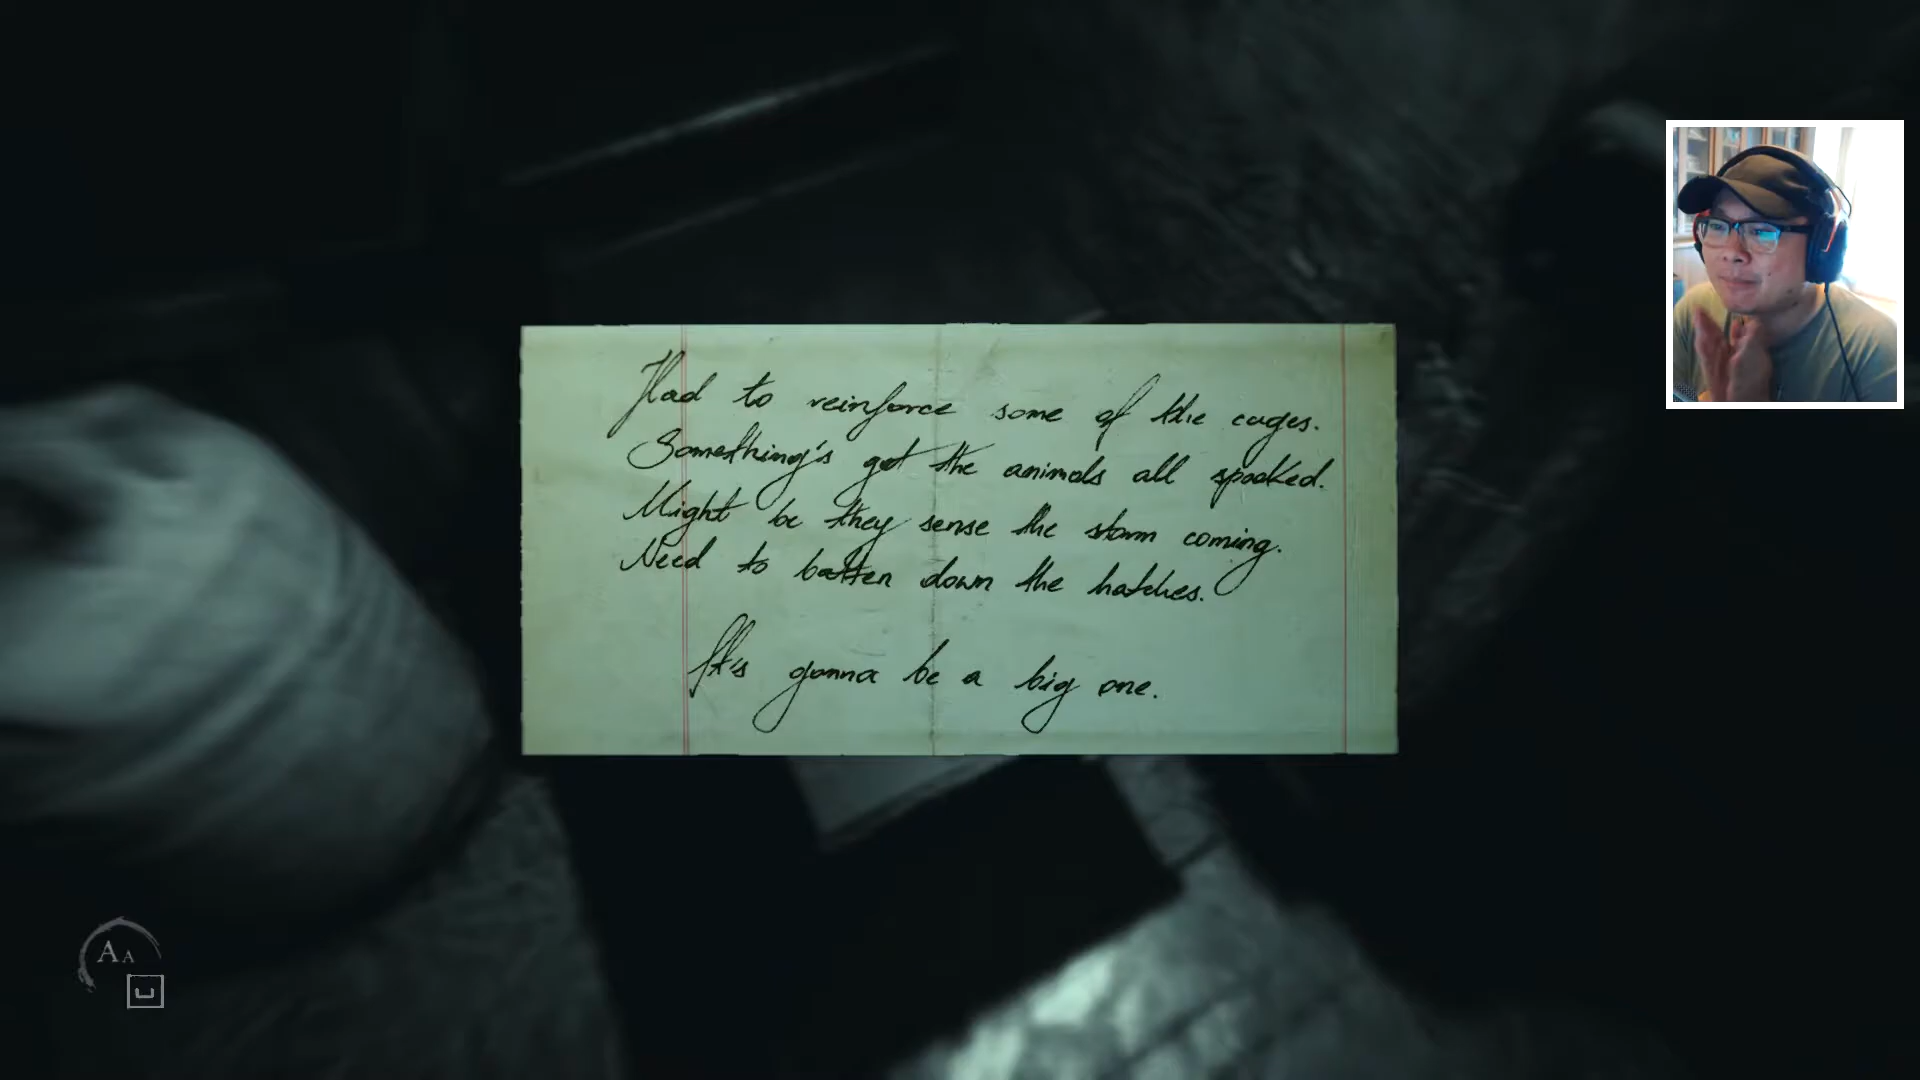 Had to reinforce some of the cages.
Something's got the animals all spooked.
Might be they sense the storm coming.
Need to batten down the hatches.
It's gonna be a big one.
AA